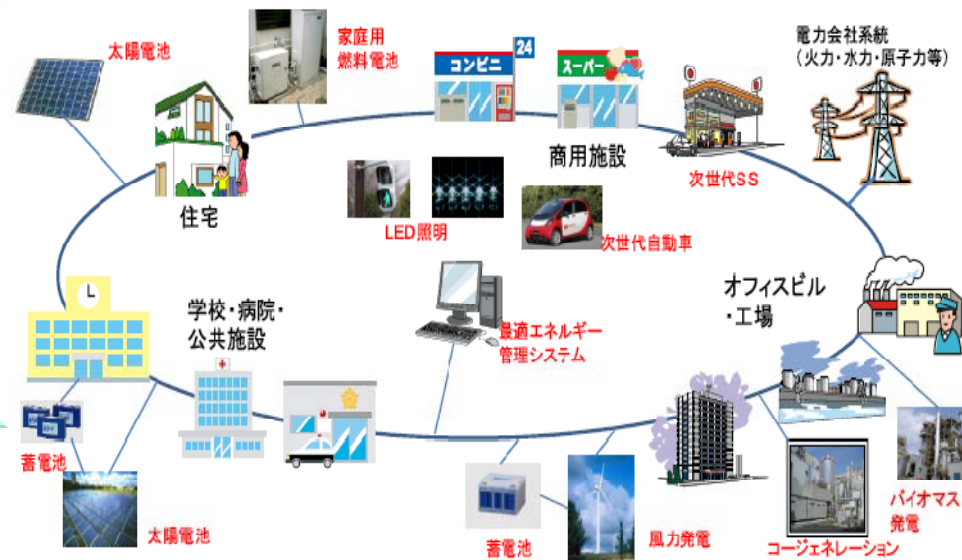 太陽電池
家庭用
燃料電池
コンビニ
24
スーパー
電力会社系統
（火力・水力・原子力等）
商用施設
次世代SS
住宅
LED照明
次世代自動車
オフィスビル
・工場
学校・病院・
公共施設
最適エネルギー
管理システム
蓄電池
太陽電池
蓄電池
風力発電
コージェネレーション
バイオマス
発電